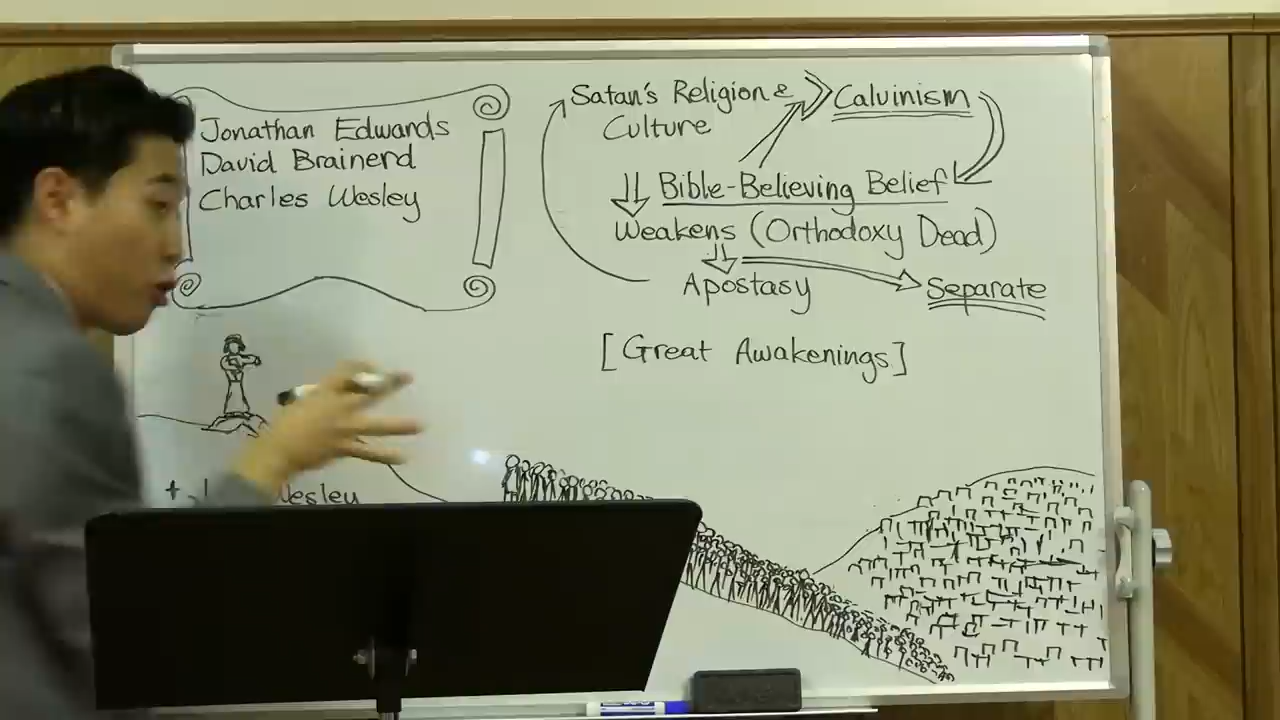 Jonathan Edwards
David Brainerd
Charles Wesley
Satan's Religion &
Culture
Calvinism
Bible-Believing Belief
Weakens (Orthodoxy Dead)
Apostasy
Separate
[Great Awakenings]
Wesley